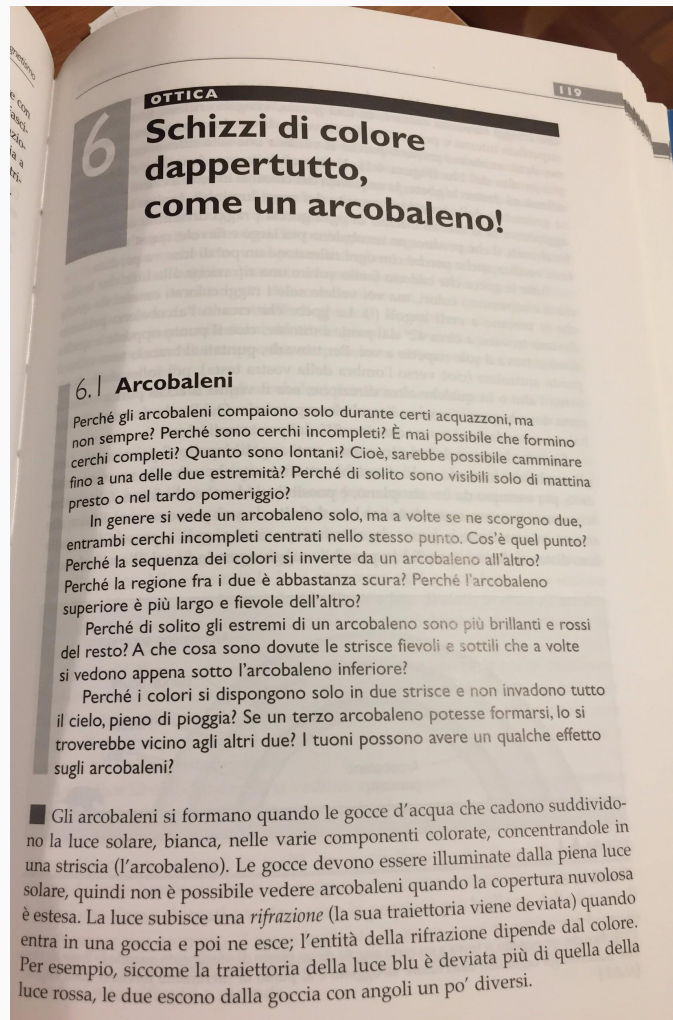 gnetismo
e con
fasci-
zio-
ia a
tri-
119
OTTICA
6
Schizzi di colore
dappertutto,
come un arcobaleno!
6.1 Arcobaleni
Perché gli arcobaleni compaiono solo durante certi acquazzoni, ma
non sempre? Perché sono cerchi incompleti? È mai possibile che formino
cerchi completi? Quanto sono lontani? Cioè, sarebbe possibile camminare
fino a una delle due estremità? Perché di solito sono visibili solo di mattina
presto o nel tardo pomeriggio?
In genere si vede un arcobaleno solo, ma a volte se ne scorgono due,
entrambi cerchi incompleti centrati nello stesso punto. Cos'è quel punto?
Perché la sequenza dei colori si inverte da un arcobaleno all'altro?
Perché la regione fra i due è abbastanza scura? Perché l'arcobaleno
superiore è più largo e fievole dell'altro?
Perché di solito gli estremi di un arcobaleno sono più brillanti e rossi
del resto? A che cosa sono dovute le strisce fievoli e sottili che a volte
si vedono appena sotto l'arcobaleno inferiore?
Perché i colori si dispongono solo in due strisce e non invadono tutto
il cielo, pieno di pioggia? Se un terzo arcobaleno potesse formarsi, lo si
troverebbe vicino agli altri due? I tuoni possono avere un qualche effetto
sugli arcobaleni?
Gli arcobaleni si formano quando le gocce d'acqua che cadono suddivido-
no la luce solare, bianca, nelle varie componenti colorate, concentrandole in
una striscia (l'arcobaleno). Le gocce devono essere illuminate dalla piena luce
solare, quindi non è possibile vedere arcobaleni quando la copertura nuvolosa
è estesa. La luce subisce una rifrazione (la sua traiettoria viene deviata) quando
entra in una goccia e poi ne esce; l'entità della rifrazione dipende dal colore.
Per esempio, siccome la traiettoria della luce blu è deviata più di quella della
luce rossa, le due escono dalla goccia con angoli un po' diversi.